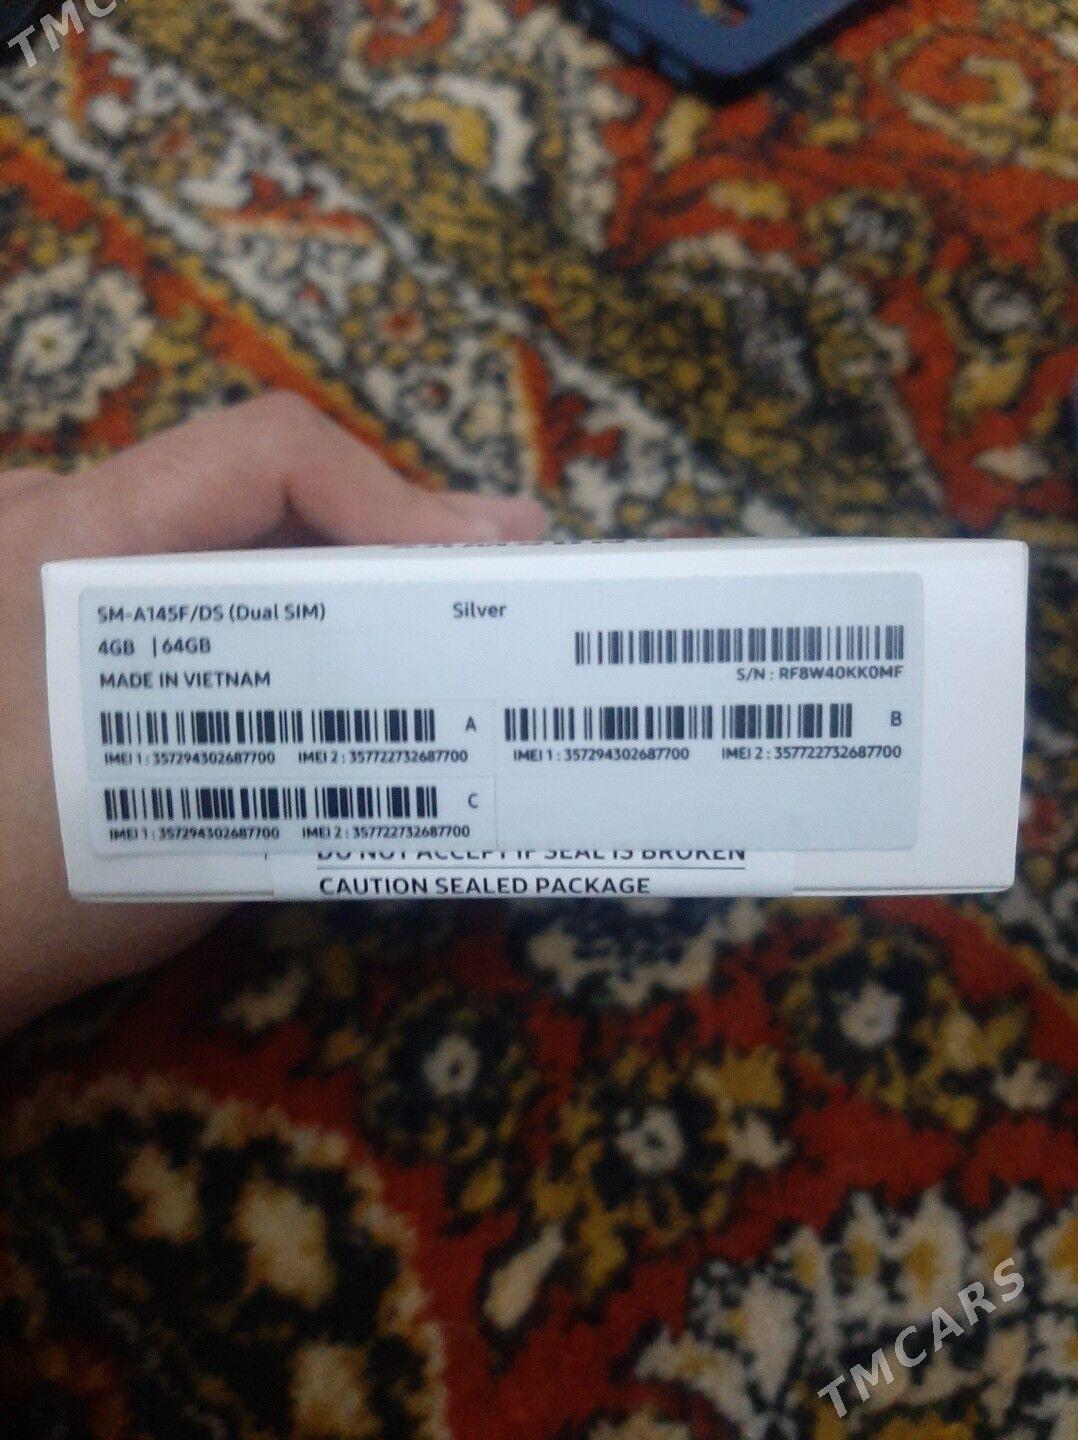 TMCARS
SM-A145F/DS (Dual SIM) Silver
4GB | 64GB
MADE IN VIETNAM
S/N : RF8W40KK0MF
A
IMEI 1 : 357294302687700 IMEI 2 : 357722732687700
B
IMEI 1 : 357294302687700 IMEI 2 : 357722732687700
C
IMEI 1 : 357294302687700 IMEI 2 : 357722732687700
DO NOT ACCEPT IF SEAL IS BROKEN
CAUTION SEALED PACKAGE
TMCARS